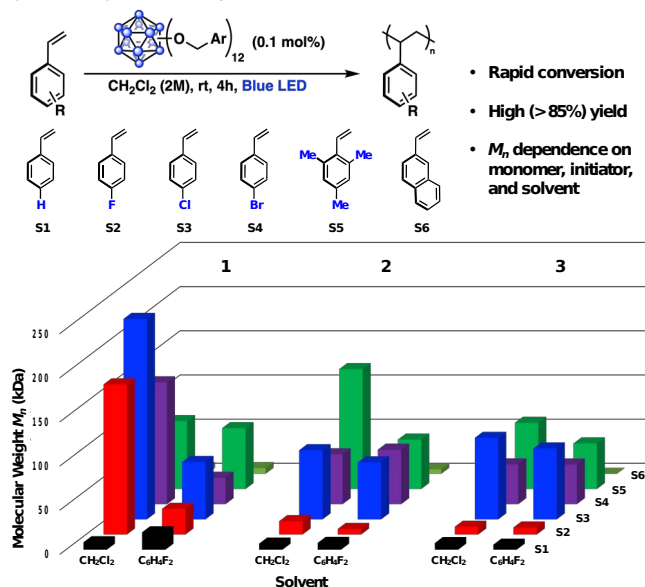 O Ar
12
(0.1 mol%)
CH2Cl2 (2M), rt, 4h, Blue LED
R
n
R
• Rapid conversion
• High (>85%) yield
• Mn dependence on
monomer, initiator,
and solvent
Me Me
H F Cl Br Me
S1 S2 S3 S4 S5 S6
1 2 3
Molecular Weight Mn (kDa)
250
200
150
100
50
0
S6
S5
S4
S3
S2
S1
CH2Cl2 C6H4F2 CH2Cl2 C6H4F2 CH2Cl2 C6H4F2
Solvent